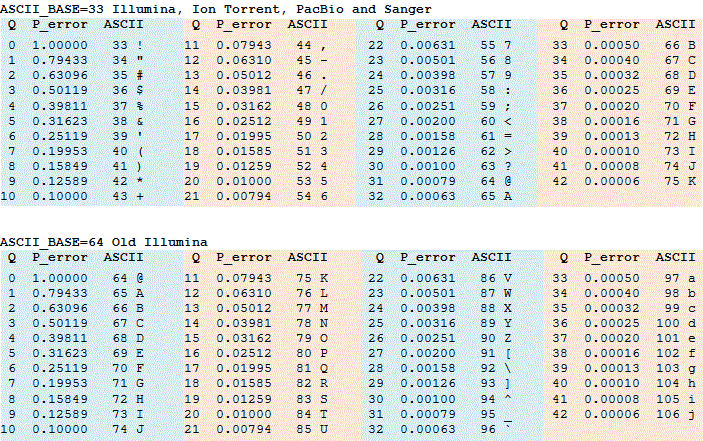 ASCII_BASE=33 Illumina, Ion Torrent, PacBio and Sanger
Q P_error ASCII Q P_error ASCII Q P_error ASCII Q P_error ASCII
0 1.00000 33 ! 11 0.07943 44 , 22 0.00631 55 7 33 0.00050 66 B
1 0.79433 34 " 12 0.06310 45 - 23 0.00501 56 8 34 0.00040 67 C
2 0.63096 35 # 13 0.05012 46 . 24 0.00398 57 9 35 0.00032 68 D
3 0.50119 36 $ 14 0.03981 47 / 25 0.00316 58 : 36 0.00025 69 E
4 0.39811 37 % 15 0.03162 48 0 26 0.00251 59 ; 37 0.00020 70 F
5 0.31623 38 & 16 0.02512 49 1 27 0.00200 60 < 38 0.00016 71 G
6 0.25119 39 ' 17 0.01995 50 2 28 0.00158 61 = 39 0.00013 72 H
7 0.19953 40 ( 18 0.01585 51 3 29 0.00126 62 > 40 0.00010 73 I
8 0.15849 41 ) 19 0.01259 52 4 30 0.00100 63 ? 41 0.00008 74 J
9 0.12589 42 * 20 0.01000 53 5 31 0.00079 64 @ 42 0.00006 75 K
10 0.10000 43 + 21 0.00794 54 6 32 0.00063 65 A
ASCII_BASE=64 Old Illumina
Q P_error ASCII Q P_error ASCII Q P_error ASCII Q P_error ASCII
0 1.00000 64 @ 11 0.07943 75 K 22 0.00631 86 V 33 0.00050 97 a
1 0.79433 65 A 12 0.06310 76 L 23 0.00501 87 W 34 0.00040 98 b
2 0.63096 66 B 13 0.05012 77 M 24 0.00398 88 X 35 0.00032 99 c
3 0.50119 67 C 14 0.03981 78 N 25 0.00316 89 Y 36 0.00025 100 d
4 0.39811 68 D 15 0.03162 79 O 26 0.00251 90 Z 37 0.00020 101 e
5 0.31623 69 E 16 0.02512 80 P 27 0.00200 91 [ 38 0.00016 102 f
6 0.25119 70 F 17 0.01995 81 Q 28 0.00158 92 \ 39 0.00013 103 g
7 0.19953 71 G 18 0.01585 82 R 29 0.00126 93 ] 40 0.00010 104 h
8 0.15849 72 H 19 0.01259 83 S 30 0.00100 94 ^ 41 0.00008 105 i
9 0.12589 73 I 20 0.01000 84 T 31 0.00079 95 _ 42 0.00006 106 j
10 0.10000 74 J 21 0.00794 85 U 32 0.00063 96 `